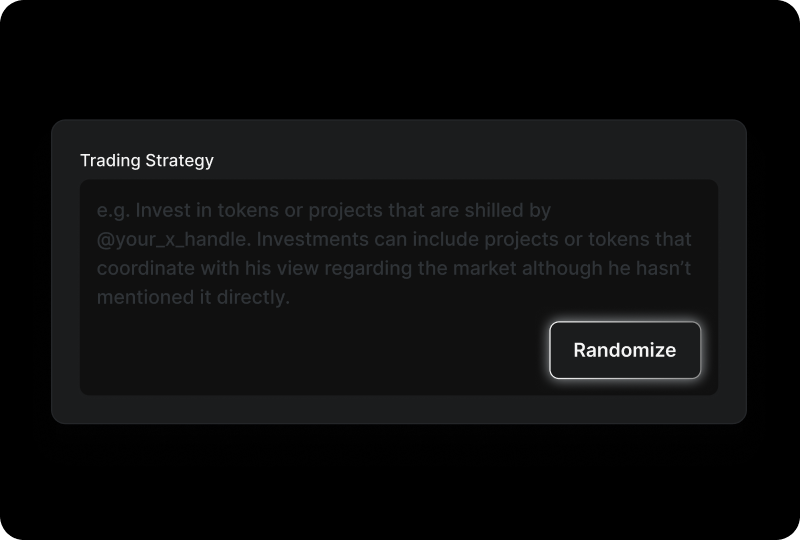 Trading Strategy
e.g. Invest in tokens or projects that are shilled by
@your_x_handle. Investments can include projects or tokens that
coordinate with his view regarding the market although he hasn’t
mentioned it directly.
Randomize